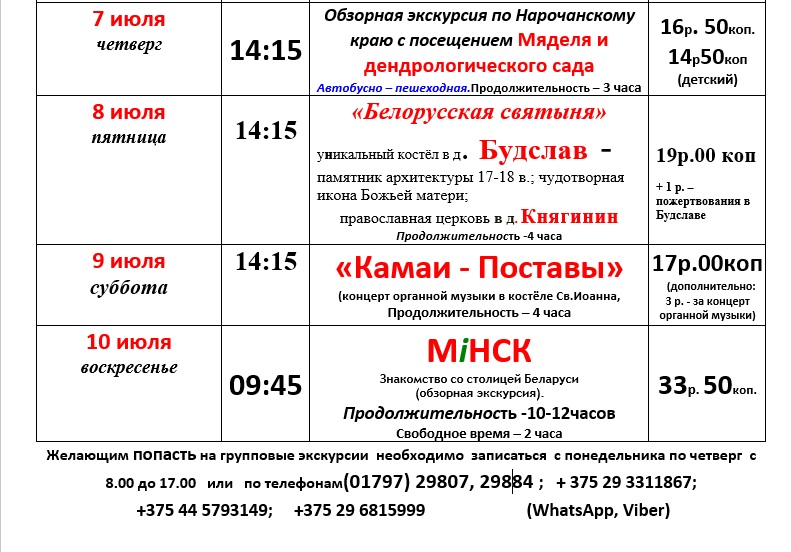 7 июля
четверг
14:15
Обзорная экскурсия по Нарочанскому
краю с посещением Мяделя и
дендрологического сада
Автобусно – пешеходная.Продолжительность – 3 часа
16р. 50коп.
14р50коп
(детский)
8 июля
пятница
14:15
«Белорусская святыня»
уникальный костёл в д. Будслав -
памятник архитектуры 17-18 в.; чудотворная
икона Божьей матери;
православная церковь в д. Княгинин
Продолжительность -4 часа
19р.00 коп
+ 1 р. –
пожертвования в
Будславе
9 июля
суббота
14:15
«Камаи - Поставы»
(концерт органной музыки в костёле Св.Иоанна,
Продолжительность – 4 часа
17р.00коп
(дополнительно:
3 р. - за концерт
органной музыки)
10 июля
воскресенье
09:45
МiНСК
Знакомство со столицей Беларуси
(обзорная экскурсия).
Продолжительность -10-12часов
Свободное время – 2 часа
33р. 50коп.
Желающим попасть на групповые экскурсии необходимо записаться с понедельника по четверг с
8.00 до 17.00 или по телефонам(01797) 29807, 29884 ; + 375 29 3311867;
+375 44 5793149; +375 29 6815999 (WhatsApp, Viber)